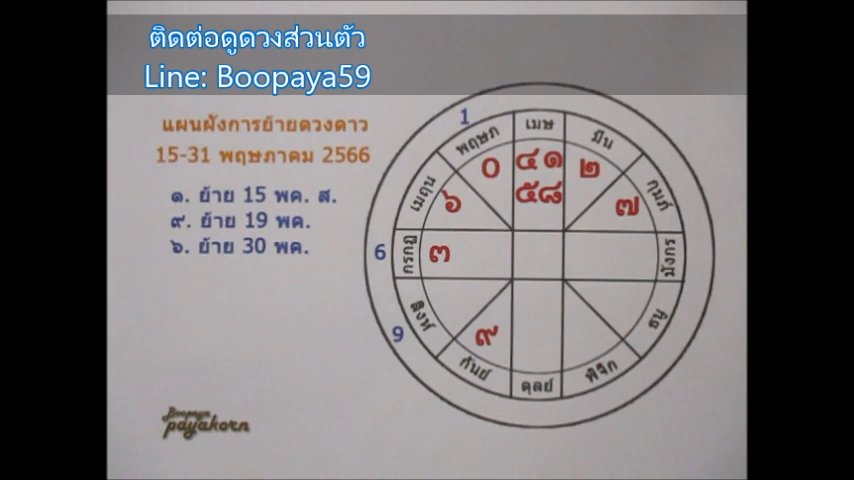 ติดต่อดูดวงส่วนตัว
Line: Boopaya59
แผนผังการย้ายดวงดาว
15-31 พฤษภาคม 2566
๑. ย้าย 15 พค. ส.
๙. ย้าย 19 พค.
๖. ย้าย 30 พค.
1
พฤษภ
เมษ
มีน
๐
๔ ๑
๒
๕๘
เมถุน
๖
๗
กุมภ์
6
กรกฎ
๓
มังกร
9
สิงห์
๙
ธนู
กันย์
ดุลย์
พิจิก
Boopaya
payakorn